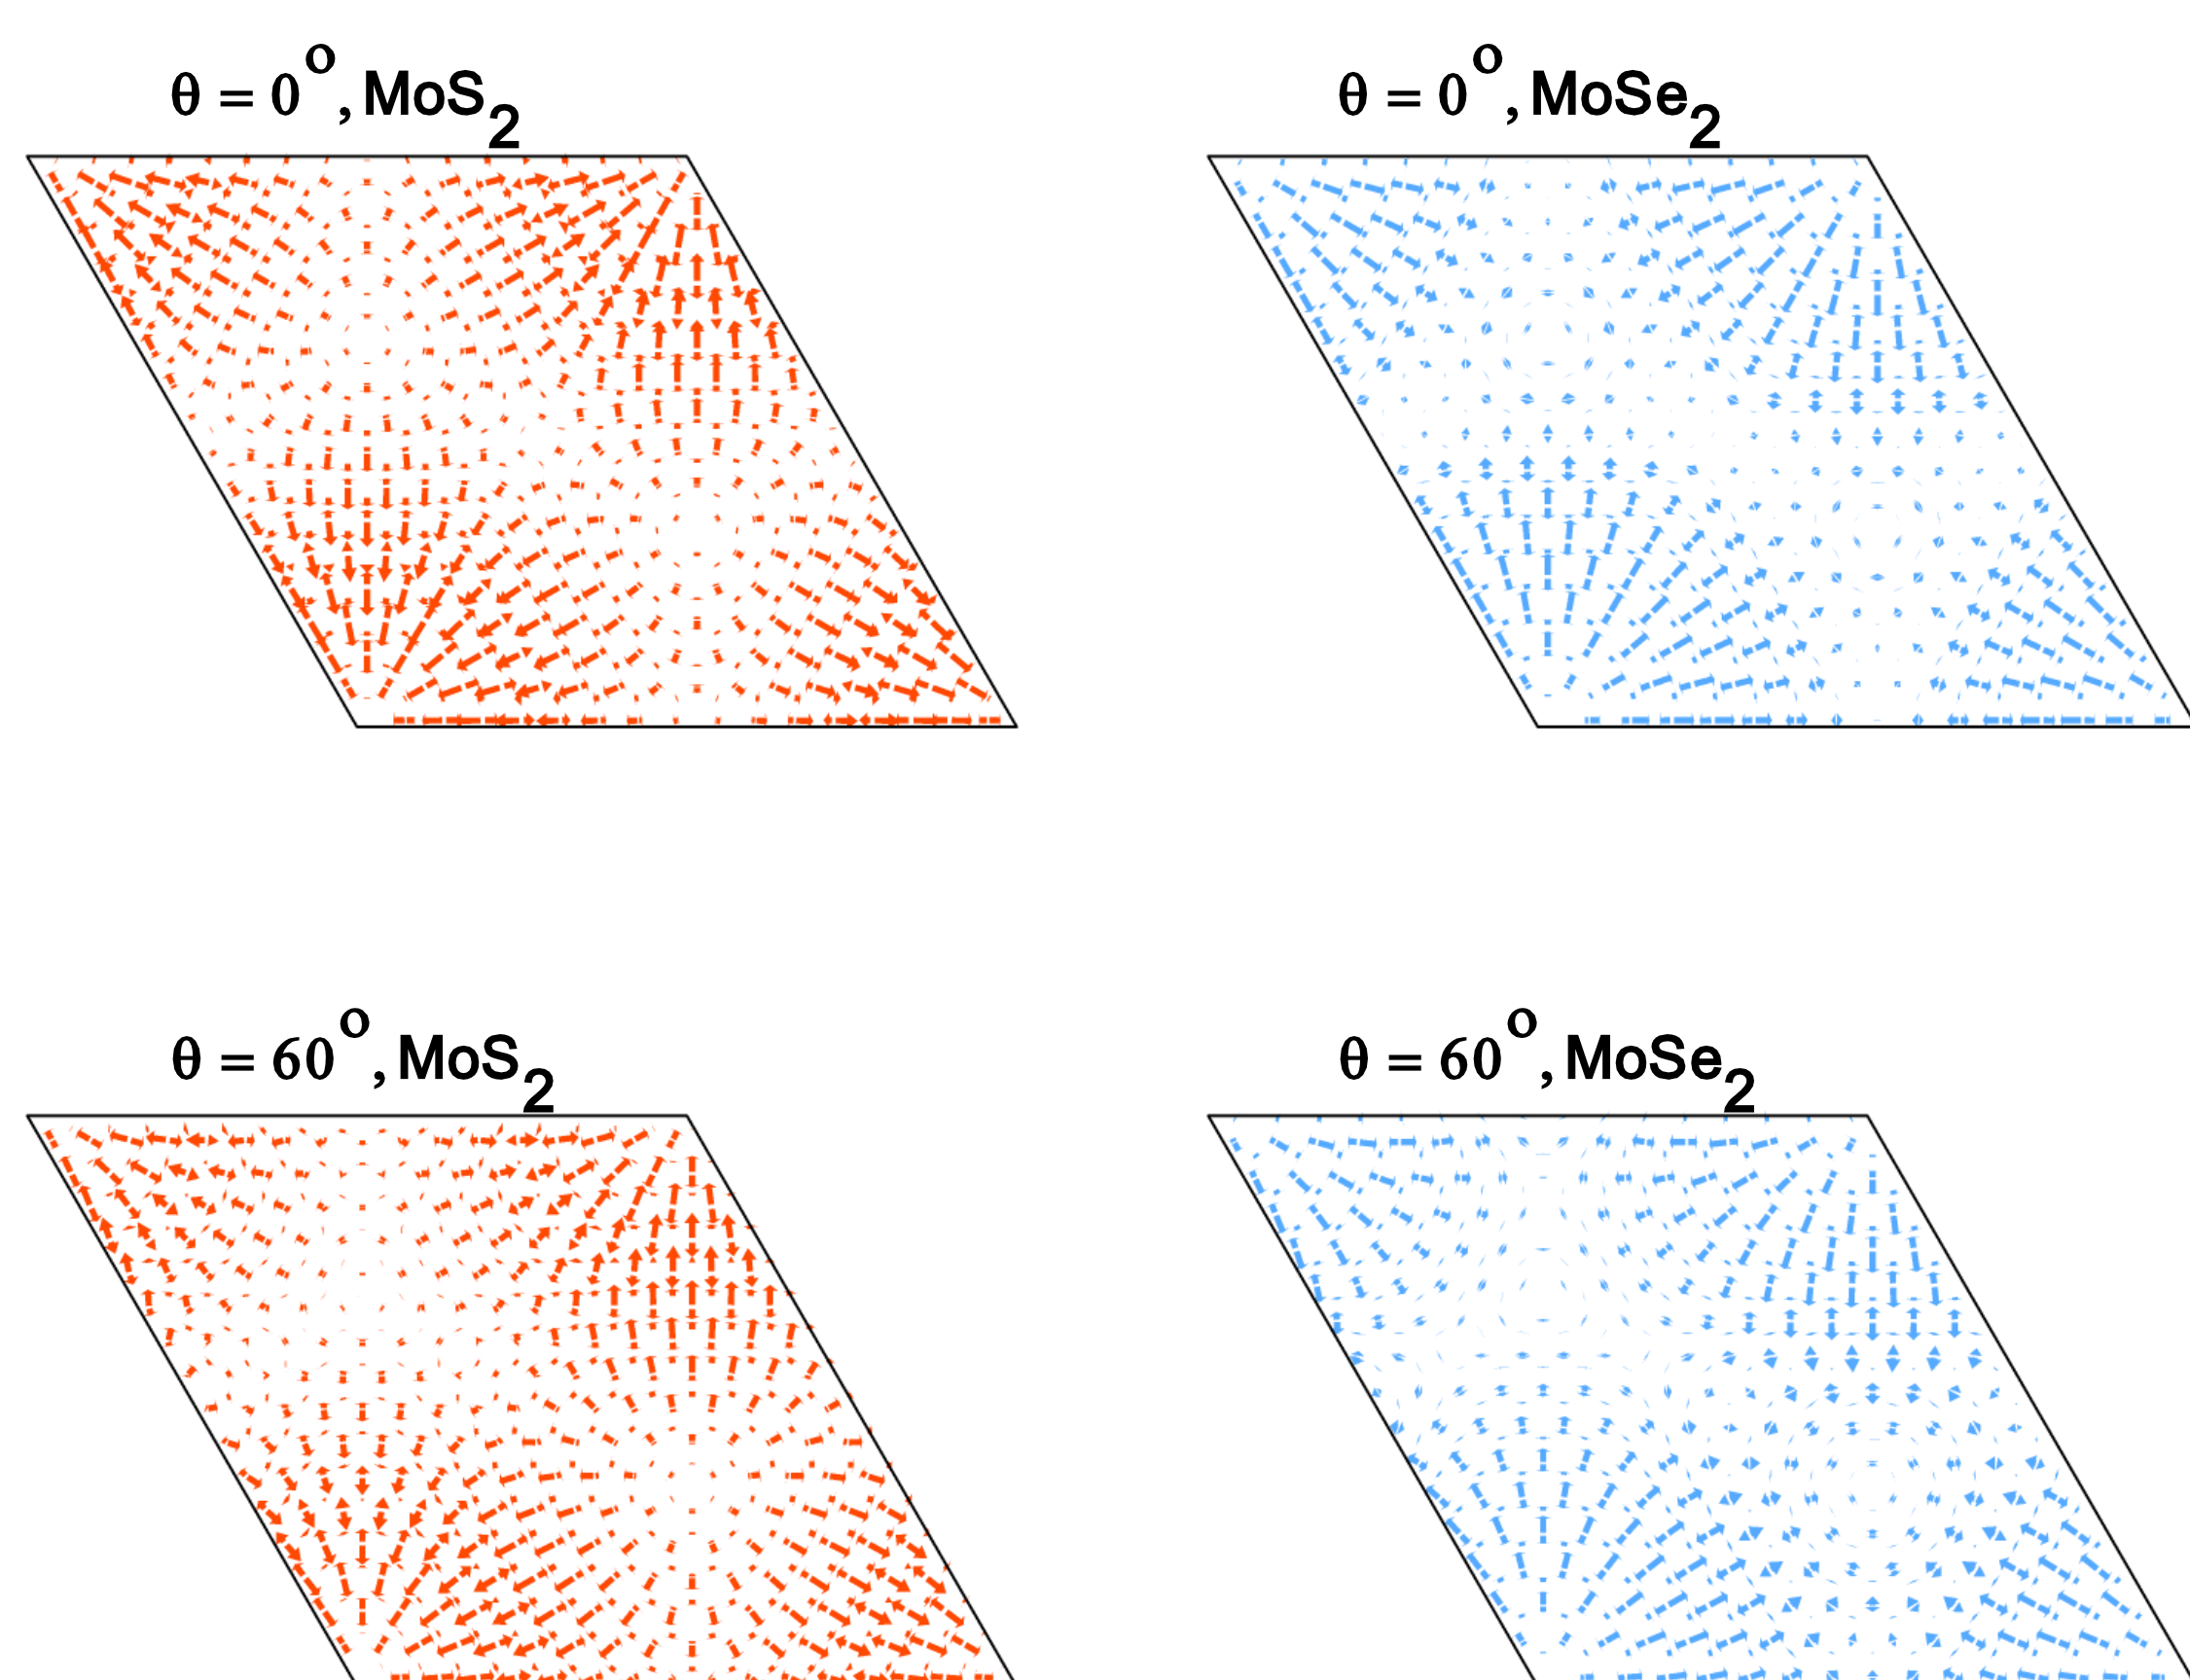 θ = 0°, MoS₂
θ = 0°, MoSe₂
θ = 60°, MoS₂
θ = 60°, MoSe₂